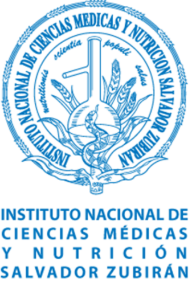 INSTITUTO NACIONAL DE CIENCIAS MEDICAS Y NUTRICION SALVADOR ZUBIRAN
scientia populi
INSTITUTO NACIONAL DE
CIENCIAS MÉDICAS
Y NUTRICIÓN
SALVADOR ZUBIRÁN